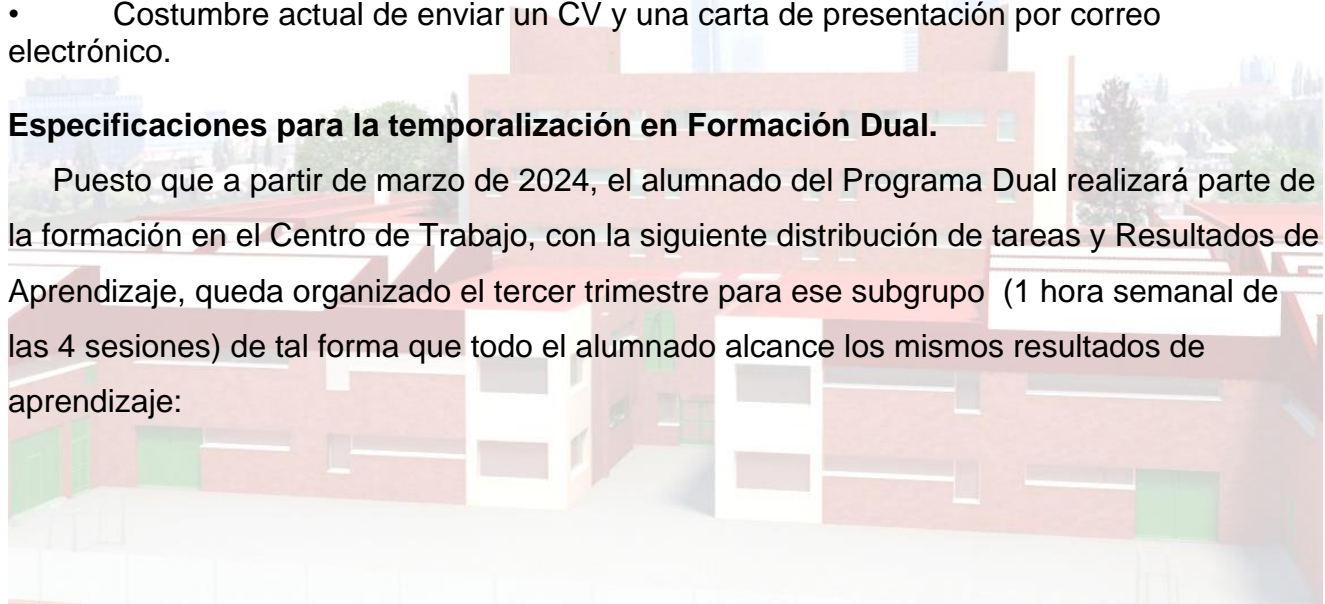 • Costumbre actual de enviar un CV y una carta de presentación por correo
electrónico.
Especificaciones para la temporalización en Formación Dual.
Puesto que a partir de marzo de 2024, el alumnado del Programa Dual realizará parte de
la formación en el Centro de Trabajo, con la siguiente distribución de tareas y Resultados de
Aprendizaje, queda organizado el tercer trimestre para ese subgrupo (1 hora semanal de
las 4 sesiones) de tal forma que todo el alumnado alcance los mismos resultados de
aprendizaje: